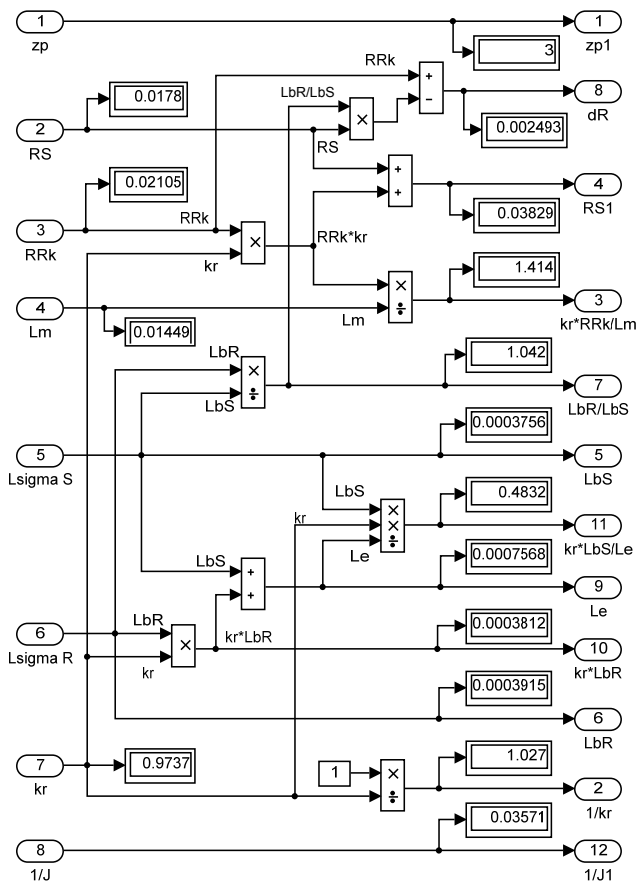 1
1
zp
3
zp1
RRk
LbR/LbS
+
−
8
0.0178
×
dR
2
0.002493
RS
RS
+
+
4
0.02105
RS1
3
RRk
×
RRk*kr
0.03829
RRk
kr
1.414
4
×
÷
3
Lm
Lm
0.01449
kr*RRk/Lm
LbR
×
÷
1.042
LbS
7
LbR/LbS
0.0003756
5
5
Lsigma S
LbS
LbS
0.4832
kr
×
×
÷
11
Le
kr*LbS/Le
LbS
+
+
0.0007568
9
Le
6
LbR
0.0003812
Lsigma R
×
kr*LbR
10
kr
kr*LbR
0.0003915
6
LbR
7
0.9737
1
×
÷
1.027
kr
2
1/kr
0.03571
8
12
1/J
1/J1